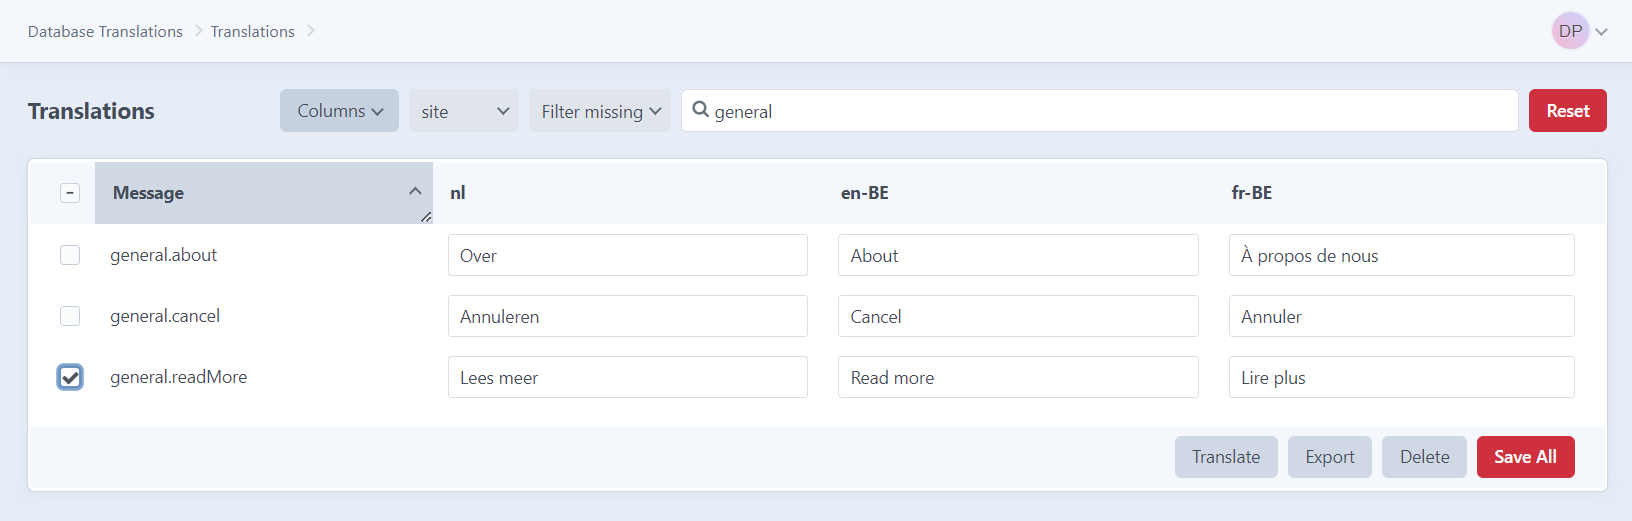 Database Translations Translations DP
Translations Columns site Filter missing general Reset
Message nl en-BE fr-BE
general.about Over About À propos de nous
general.cancel Annuleren Cancel Annuler
general.readMore Lees meer Read more Lire plus
Translate Export Delete Save All